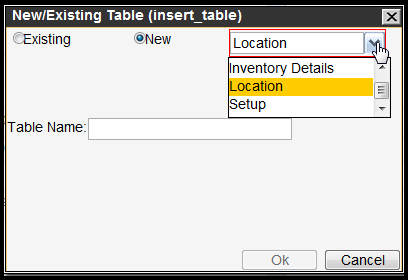 New/Existing Table (insert_table)
Existing New Location
Inventory Details
Location
Setup
Table Name:
Ok Cancel